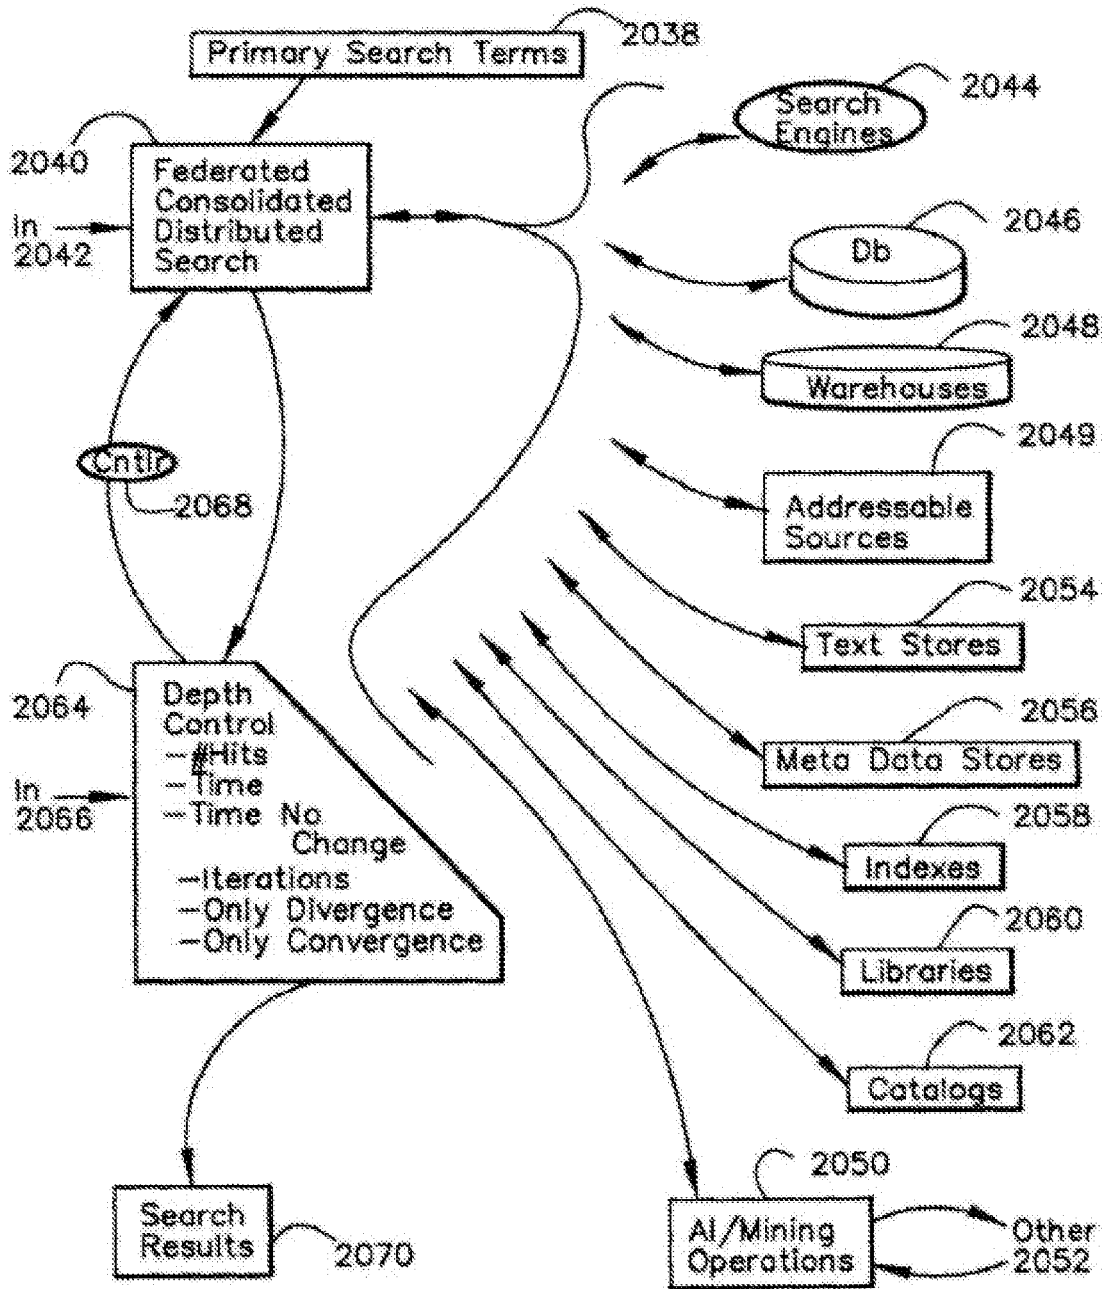 Primary Search Terms
2038
2040
Federated
Consolidated
Distributed
Search
In
2042
Search
Engines
2044
Db
2046
Warehouses
2048
Addressable
Sources
2049
Text Stores
2054
Meta Data Stores
2056
Indexes
2058
Libraries
2060
Catalogs
2062
Cntlr
2068
2064
Depth
Control
-#Hits
-Time
-Time No
Change
-Iterations
-Only Divergence
-Only Convergence
In
2066
Search
Results
2070
AI/Mining
Operations
2050
Other
2052